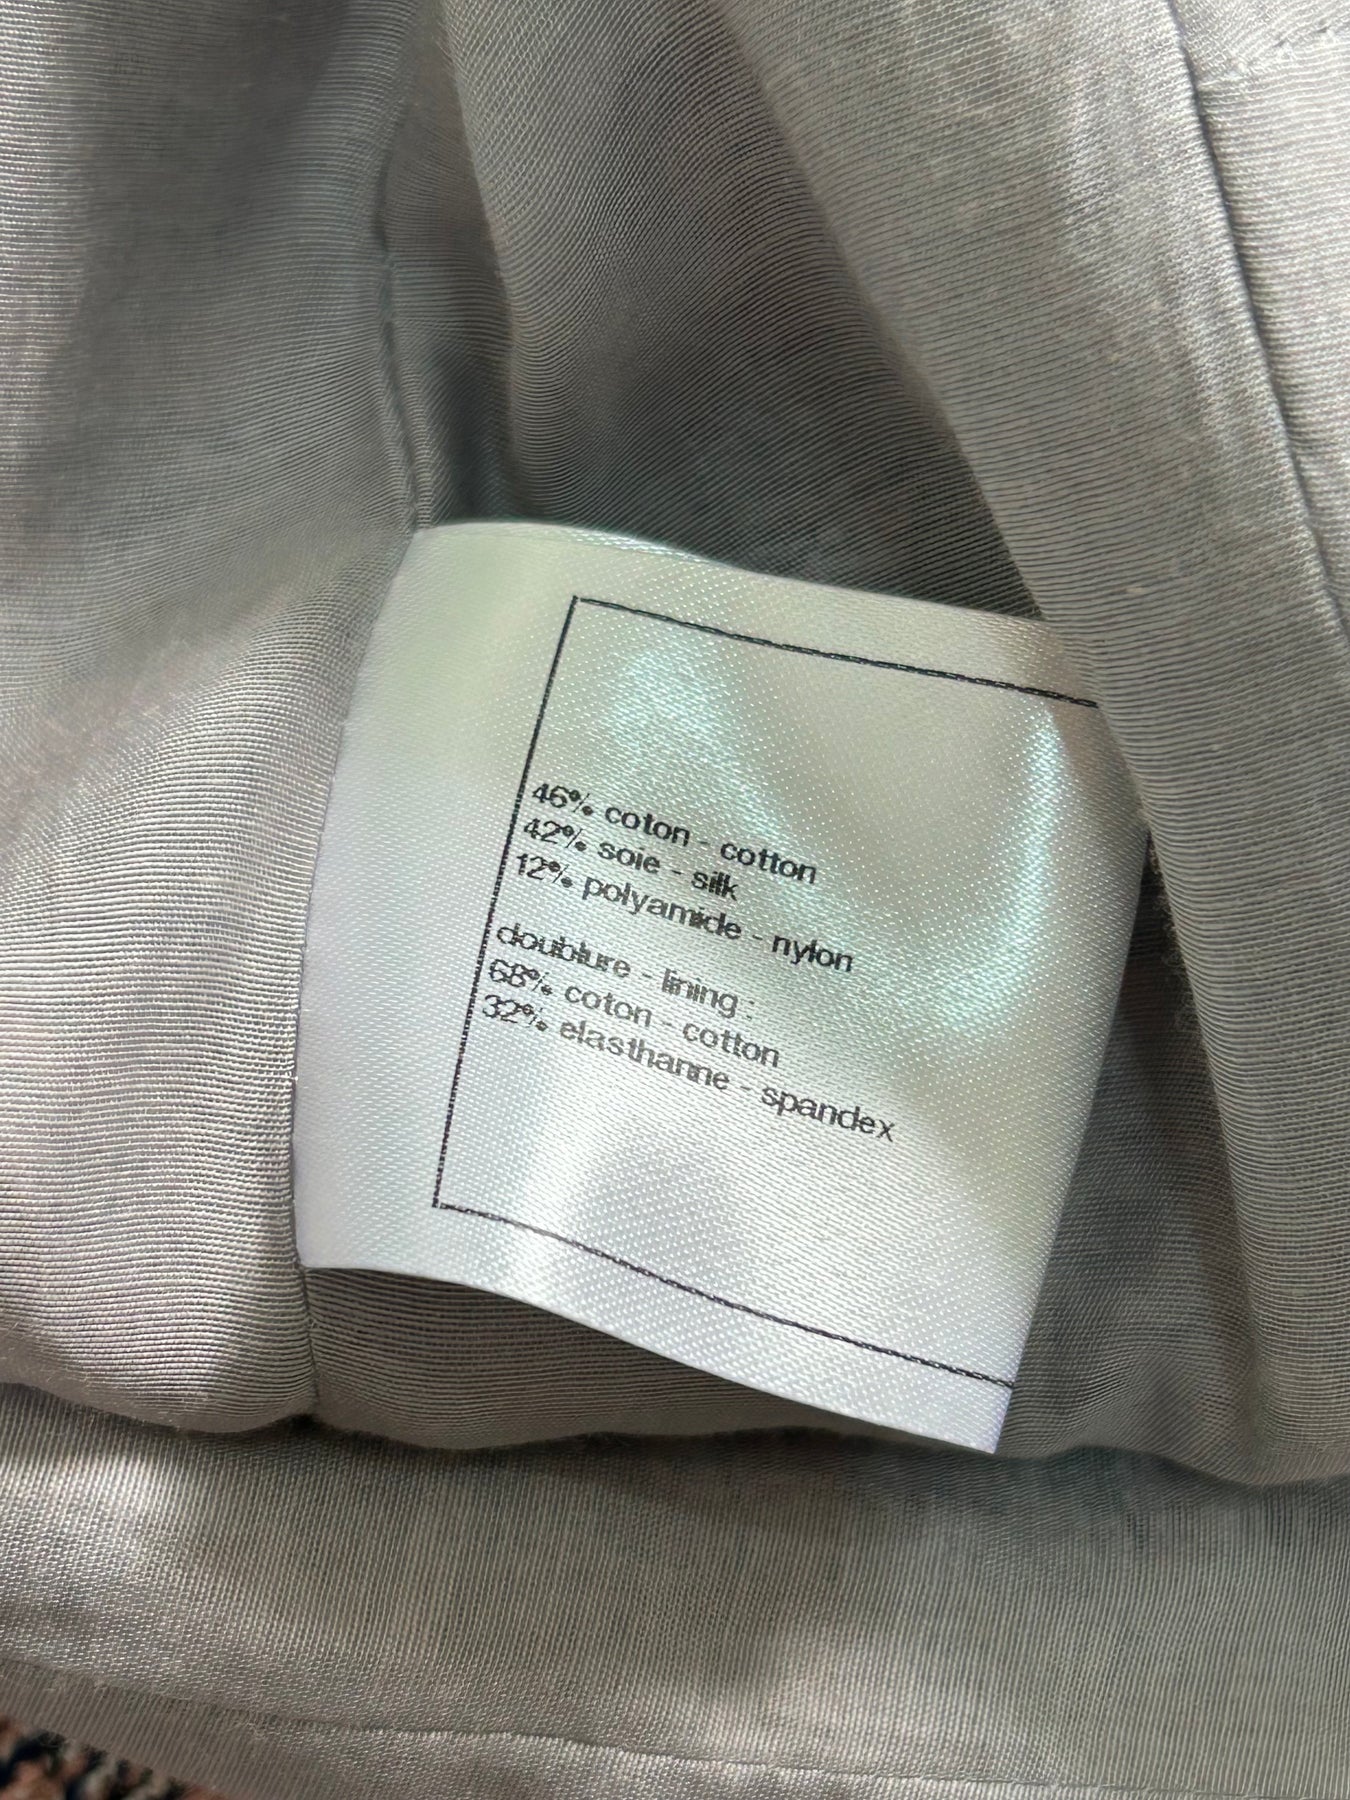 46% coton - cotton
42% soie - silk
12% polyamide - nylon
doublure - lining :
68% coton - cotton
32% elasthanne - spandex